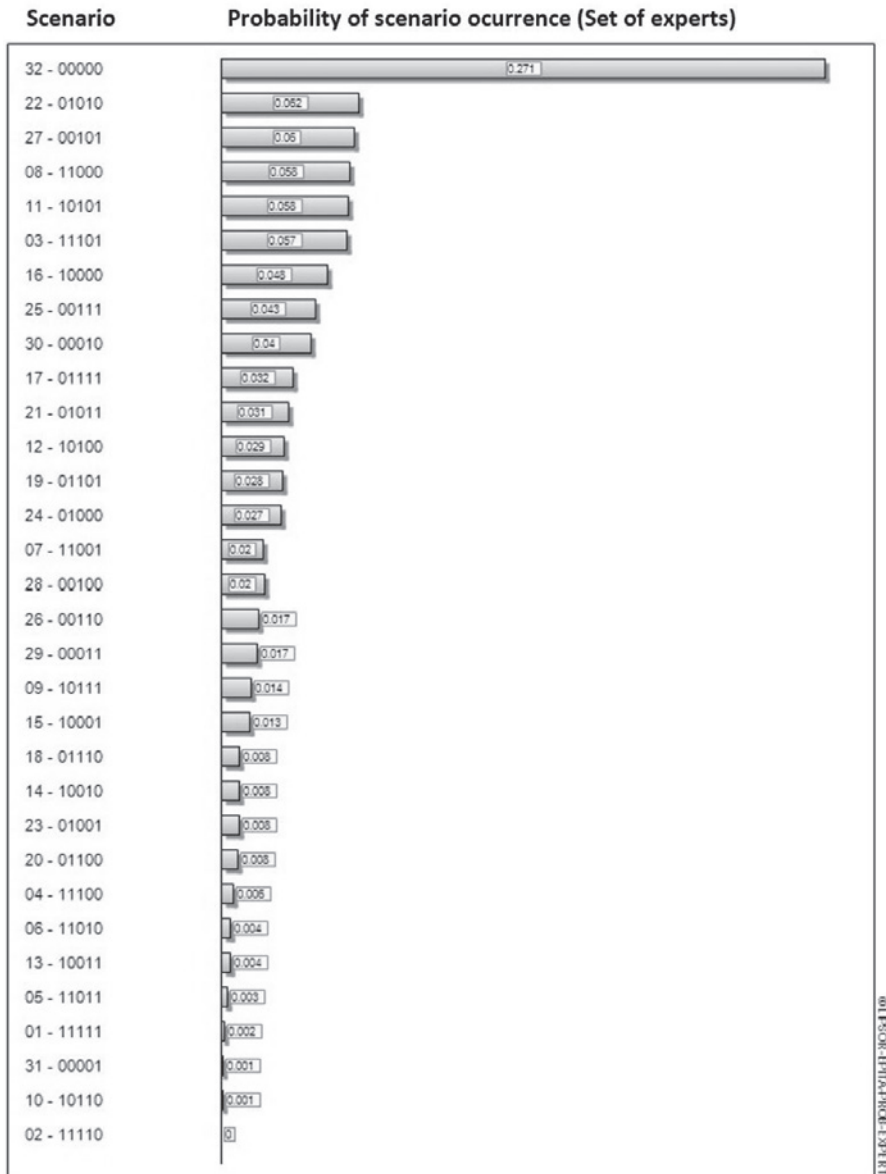 Scenario Probability of scenario ocurrence (Set of experts)
32 - 00000 0.271
22 - 01010 0.062
27 - 00101 0.06
08 - 11000 0.058
11 - 10101 0.058
03 - 11101 0.057
16 - 10000 0.048
25 - 00111 0.043
30 - 00010 0.04
17 - 01111 0.032
21 - 01011 0.031
12 - 10100 0.029
19 - 01101 0.028
24 - 01000 0.027
07 - 11001 0.02
28 - 00100 0.02
26 - 00110 0.017
29 - 00011 0.017
09 - 10111 0.014
15 - 10001 0.013
18 - 01110 0.008
14 - 10010 0.008
23 - 01001 0.008
20 - 01100 0.008
04 - 11100 0.006
06 - 11010 0.004
13 - 10011 0.004
05 - 11011 0.003
01 - 11111 0.002
31 - 00001 0.001
10 - 10110 0.001
02 - 11110 0